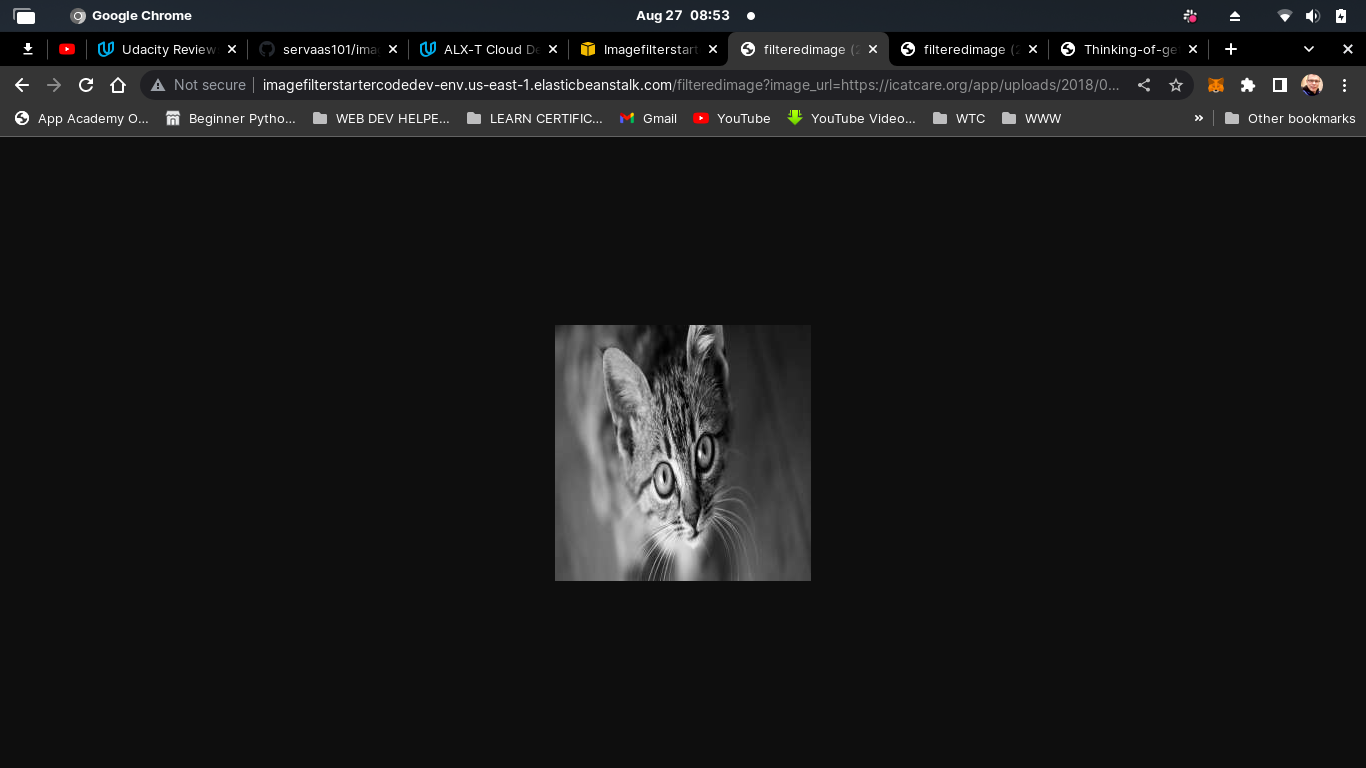 Google Chrome Aug 27 08:53
Udacity Review servaas101/ima ALX-T Cloud De Imagefilterstart filteredimage (2 filteredimage (2 Thinking-of-ge
Not secure imagefilterstartercodedev-env.us-east-1.elasticbeanstalk.com/filteredimage?image_url=https://icatcare.org/app/uploads/2018/0...
App Academy O... Beginner Pytho... WEB DEV HELPE... LEARN CERTIFIC... Gmail YouTube YouTube Video... WTC WWW » Other bookmarks